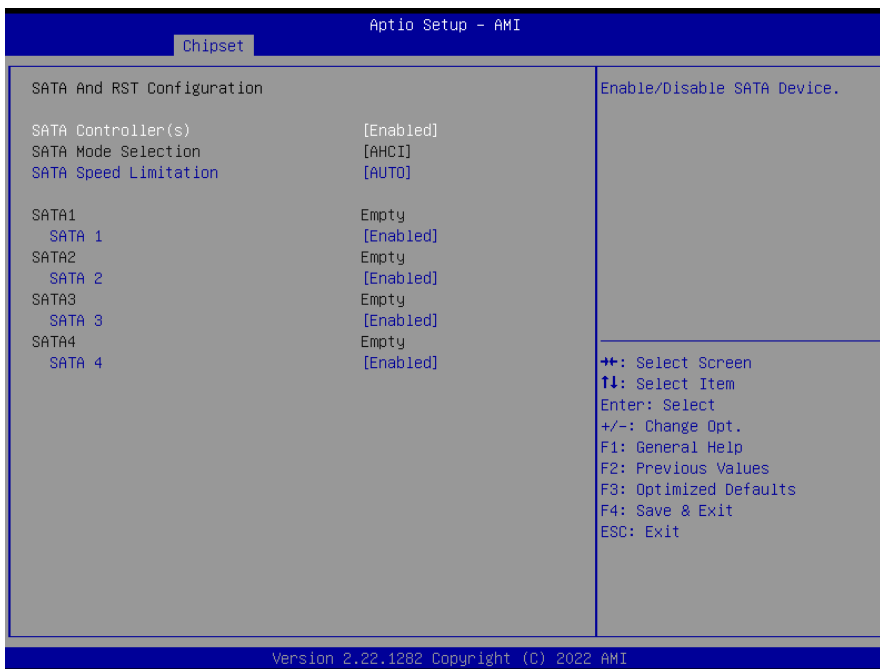 Aptio Setup - AMI
Chipset
SATA And RST Configuration
SATA Controller(s) [Enabled]
SATA Mode Selection [AHCI]
SATA Speed Limitation [AUTO]
SATA1 Empty
SATA 1 [Enabled]
SATA2 Empty
SATA 2 [Enabled]
SATA3 Empty
SATA 3 [Enabled]
SATA4 Empty
SATA 4 [Enabled]
Enable/Disable SATA Device.
→←: Select Screen
↑↓: Select Item
Enter: Select
+/-: Change Opt.
F1: General Help
F2: Previous Values
F3: Optimized Defaults
F4: Save & Exit
ESC: Exit
Version 2.22.1282 Copyright (C) 2022 AMI